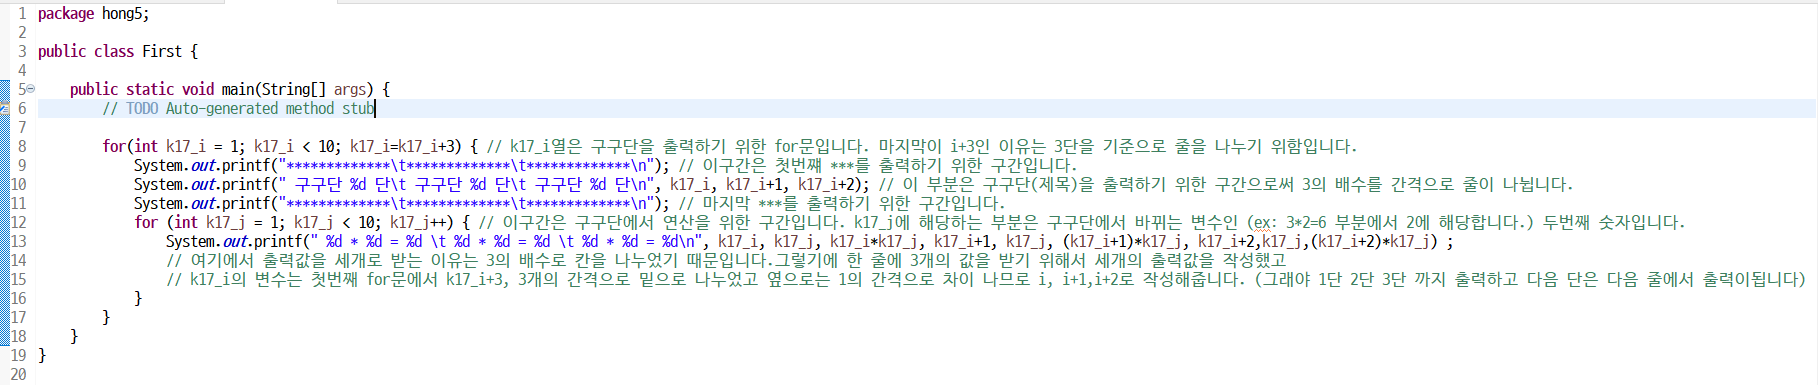 1 package hong5;
2
3 public class First {
4
5 public static void main(String[] args) {
6 // TODO Auto-generated method stub
7
8 for(int k17_i = 1; k17_i < 10; k17_i=k17_i+3) { // k17_i열은 구구단을 출력하기 위한 for문입니다. 마지막이 i+3인 이유는 3단을 기준으로 줄을 나누기 위함입니다.
9 System.out.printf("*************\t*************\t*************\n"); // 이구간은 첫번째 ***를 출력하기 위한 구간입니다.
10 System.out.printf(" 구구단 %d 단\t 구구단 %d 단\t 구구단 %d 단\n", k17_i, k17_i+1, k17_i+2); // 이 부분은 구구단(제목)을 출력하기 위한 구간으로써 3의 배수를 간격으로 줄이 나뉩니다.
11 System.out.printf("*************\t*************\t*************\n"); // 마지막 ***를 출력하기 위한 구간입니다.
12 for (int k17_j = 1; k17_j < 10; k17_j++) { // 이구간은 구구단에서 연산을 위한 구간입니다. k17_j에 해당하는 부분은 구구단에서 바뀌는 변수인 (ex: 3*2=6 부분에서 2에 해당합니다.) 두번째 숫자입니다.
13 System.out.printf(" %d * %d = %d \t %d * %d = %d \t %d * %d = %d\n", k17_i, k17_j, k17_i*k17_j, k17_i+1, k17_j, (k17_i+1)*k17_j, k17_i+2,k17_j,(k17_i+2)*k17_j) ;
14 // 여기에서 출력값을 세개로 받는 이유는 3의 배수로 칸을 나누었기 때문입니다.그렇기에 한 줄에 3개의 값을 받기 위해서 세개의 출력값을 작성했고
15 // k17_i의 변수는 첫번째 for문에서 k17_i+3, 3개의 간격으로 밑으로 나누었고 옆으로는 1의 간격으로 차이 나므로 i, i+1,i+2로 작성해줍니다. (그래야 1단 2단 3단 까지 출력하고 다음 단은 다음 줄에서 출력이됩니다)
16 }
17 }
18 }
19 }
20